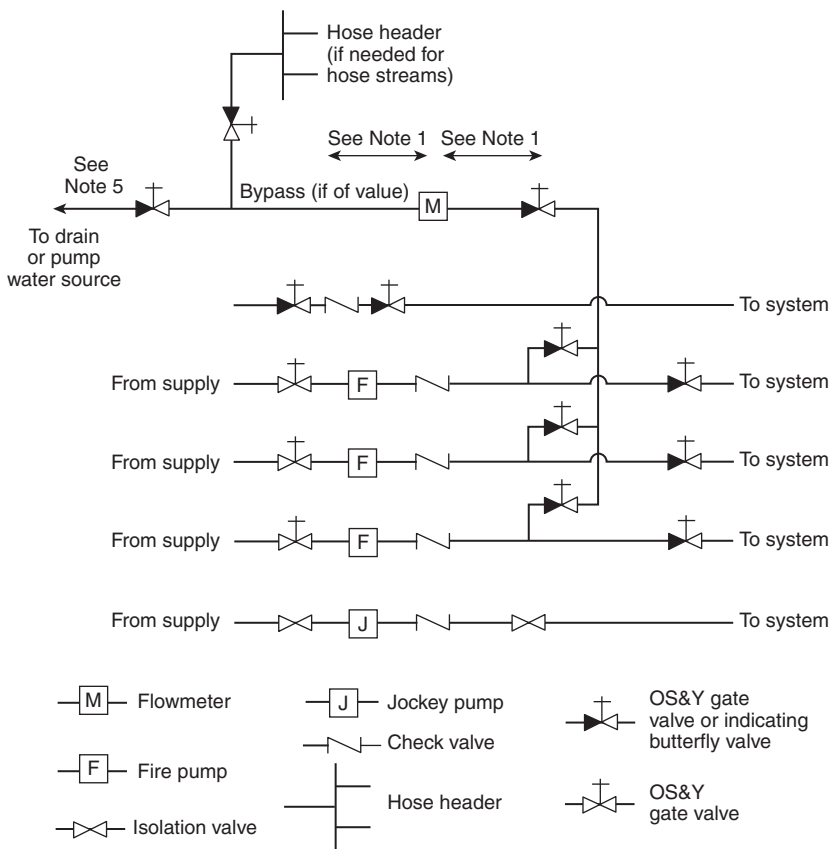 Hose header
(if needed for
hose streams)
See Note 1
See Note 1
See
Note 5
Bypass (if of value)
M
To drain
or pump
water source
To system
From supply
F
To system
From supply
F
To system
From supply
F
To system
From supply
J
To system
M
Flowmeter
J
Jockey pump
OS&Y gate
valve or indicating
butterfly valve
Check valve
F
Fire pump
Hose header
OS&Y
gate valve
Isolation valve